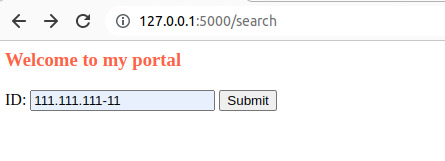 127.0.0.1:5000/search
Welcome to my portal
ID: 111.111.111-11 Submit